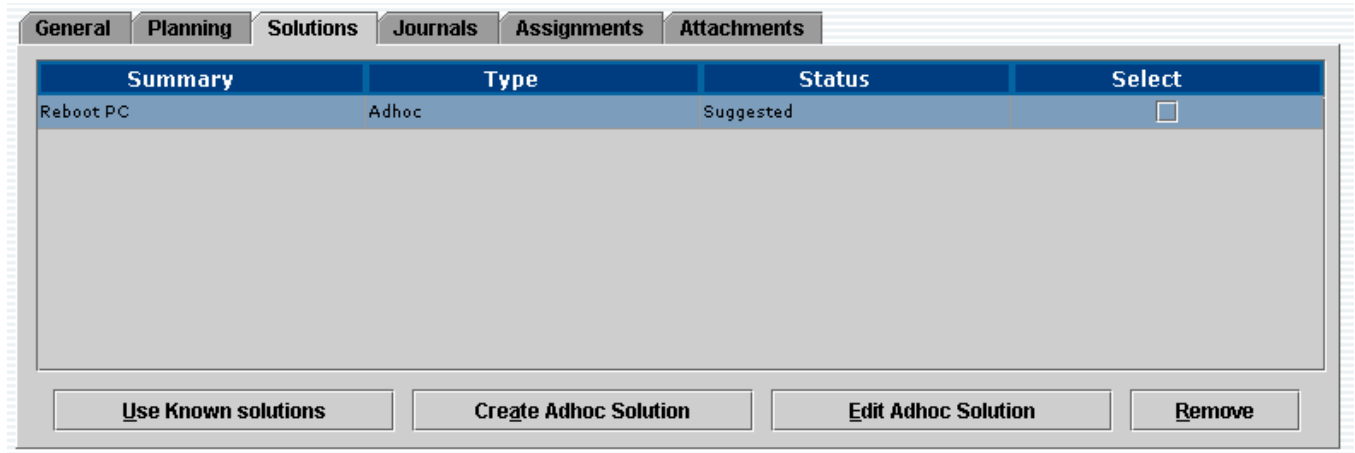 General Planning Solutions Journals Assignments Attachments
Summary Type Status Select
Reboot PC Adhoc Suggested
Use Known solutions Create Adhoc Solution Edit Adhoc Solution Remove